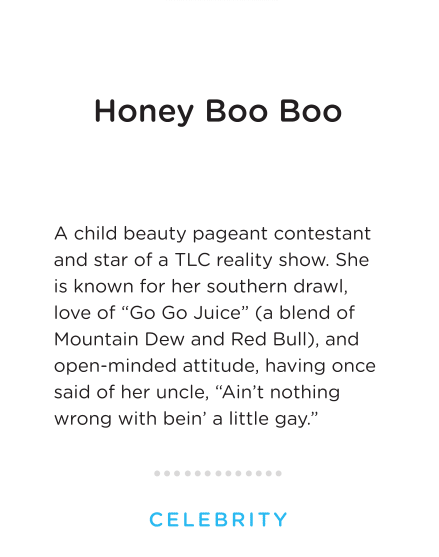 Honey Boo Boo
A child beauty pageant contestant
and star of a TLC reality show. She
is known for her southern drawl,
love of “Go Go Juice” (a blend of
Mountain Dew and Red Bull), and
open-minded attitude, having once
said of her uncle, “Ain’t nothing
wrong with bein’ a little gay.”
CELEBRITY